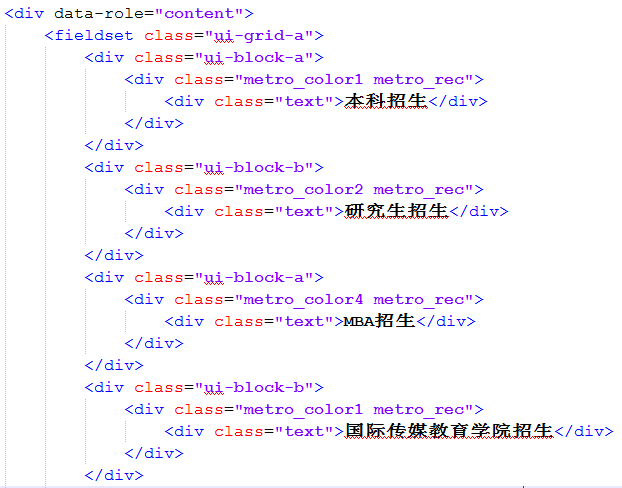 <div data-role="content">
<fieldset class="ui-grid-a">
<div class="ui-block-a">
<div class="metro_color1 metro_rec">
<div class="text">本科招生</div>
</div>
</div>
<div class="ui-block-b">
<div class="metro_color2 metro_rec">
<div class="text">研究生招生</div>
</div>
</div>
<div class="ui-block-a">
<div class="metro_color4 metro_rec">
<div class="text">MBA招生</div>
</div>
</div>
<div class="ui-block-b">
<div class="metro_color1 metro_rec">
<div class="text">国际传媒教育学院招生</div>
</div>
</div>